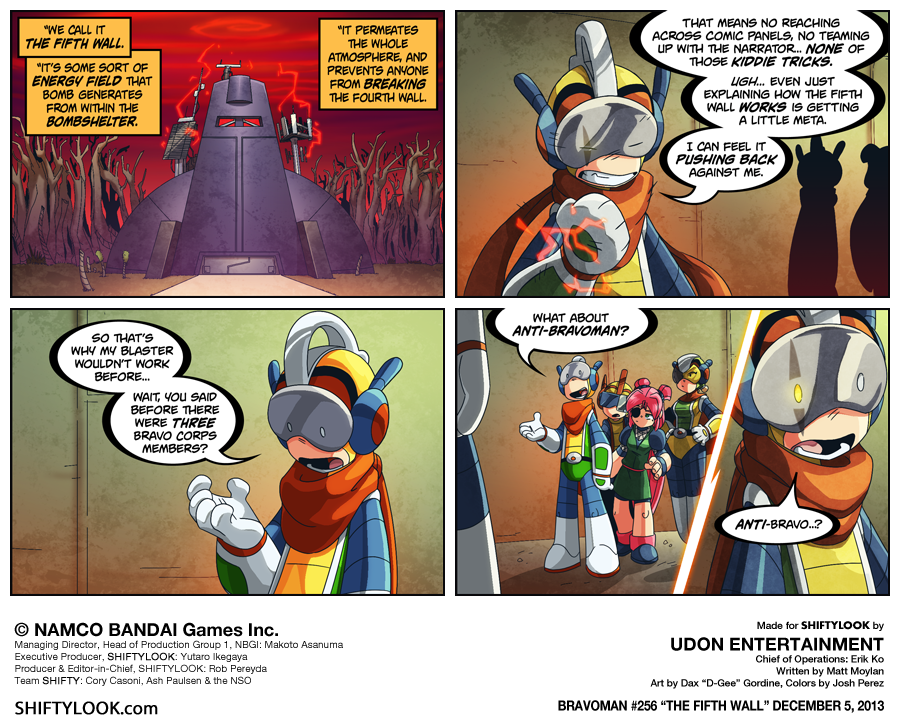 "WE CALL IT
THE FIFTH WALL.
"IT'S SOME SORT OF
ENERGY FIELD THAT
BOMB GENERATES
FROM WITHIN THE
BOMBSHELTER.
"IT PERMEATES
THE WHOLE
ATMOSPHERE, AND
PREVENTS ANYONE
FROM BREAKING
THE FOURTH WALL.
THAT MEANS NO REACHING
ACROSS COMIC PANELS, NO TEAMING
UP WITH THE NARRATOR... NONE OF
THOSE KIDDIE TRICKS.
UGH... EVEN JUST
EXPLAINING HOW THE FIFTH
WALL WORKS IS GETTING
A LITTLE META.
I CAN FEEL IT
PUSHING BACK
AGAINST ME.
SO THAT'S
WHY MY BLASTER
WOULDN'T WORK
BEFORE...
WAIT, YOU SAID
BEFORE THERE
WERE THREE
BRAVO CORPS
MEMBERS?
WHAT ABOUT
ANTI-BRAVOMAN?
ANTI-BRAVO..?
© NAMCO BANDAI Games Inc.
Managing Director, Head of Production Group 1, NBGI: Makoto Asanuma
Executive Producer, SHIFTYLOOK: Yutaro Ikegaya
Producer & Editor-in-Chief, SHIFTYLOOK: Rob Pereyda
Team SHIFTY: Cory Casoni, Ash Paulsen & the NSO
SHIFTYLOOK.com
Made for SHIFTYLOOK by
UDON ENTERTAINMENT
Chief of Operations: Erik Ko
Written by Matt Moylan
Art by Dax "D-Gee" Gordine, Colors by Josh Perez
BRAVOMAN #256 "THE FIFTH WALL" DECEMBER 5, 2013